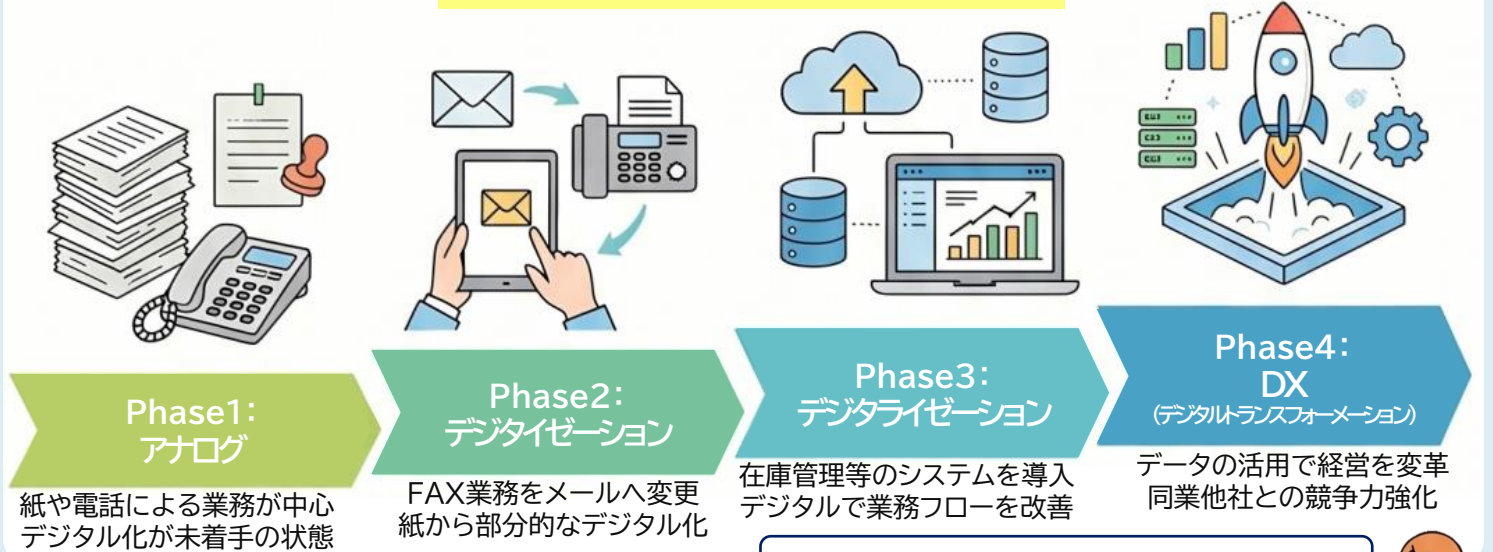 Phase1：
アナログ
紙や電話による業務が中心
デジタル化が未着手の状態
Phase2：
デジタイゼーション
FAX業務をメールへ変更
紙から部分的なデジタル化
Phase3：
デジタライゼーション
在庫管理等のシステムを導入
デジタルで業務フローを改善
Phase4：
DX
（デジタルトランスフォーメーション）
データの活用で経営を変革
同業他社との競争力強化